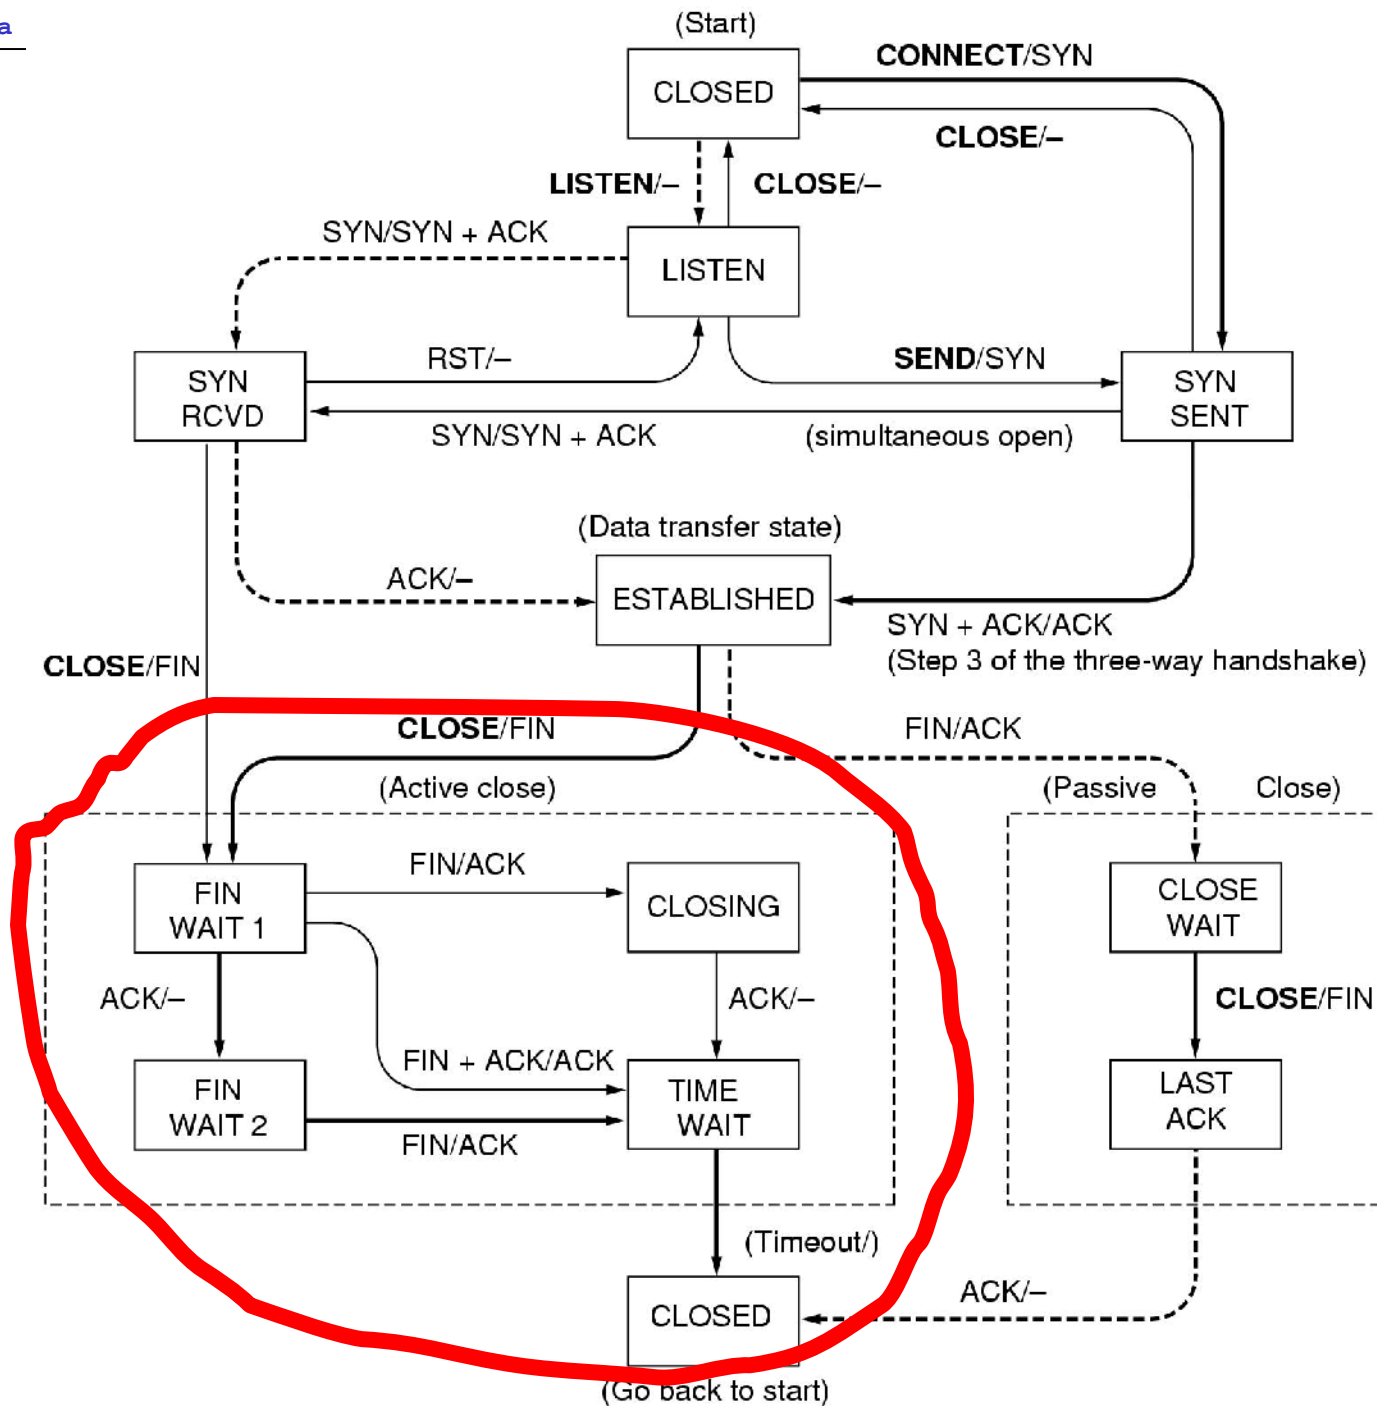 a
(Start)
CONNECT/SYN
CLOSED
CLOSE/–
LISTEN/–
CLOSE/–
SYN/SYN + ACK
LISTEN
RST/–
SEND/SYN
SYN
RCVD
SYN
SENT
SYN/SYN + ACK
(simultaneous open)
(Data transfer state)
ACK/–
ESTABLISHED
SYN + ACK/ACK
(Step 3 of the three-way handshake)
CLOSE/FIN
CLOSE/FIN
FIN/ACK
(Active close)
(Passive Close)
FIN/ACK
FIN
WAIT 1
CLOSING
CLOSE
WAIT
ACK/–
ACK/–
CLOSE/FIN
FIN + ACK/ACK
FIN
WAIT 2
TIME
WAIT
LAST
ACK
FIN/ACK
(Timeout/)
ACK/–
CLOSED
(Go back to start)